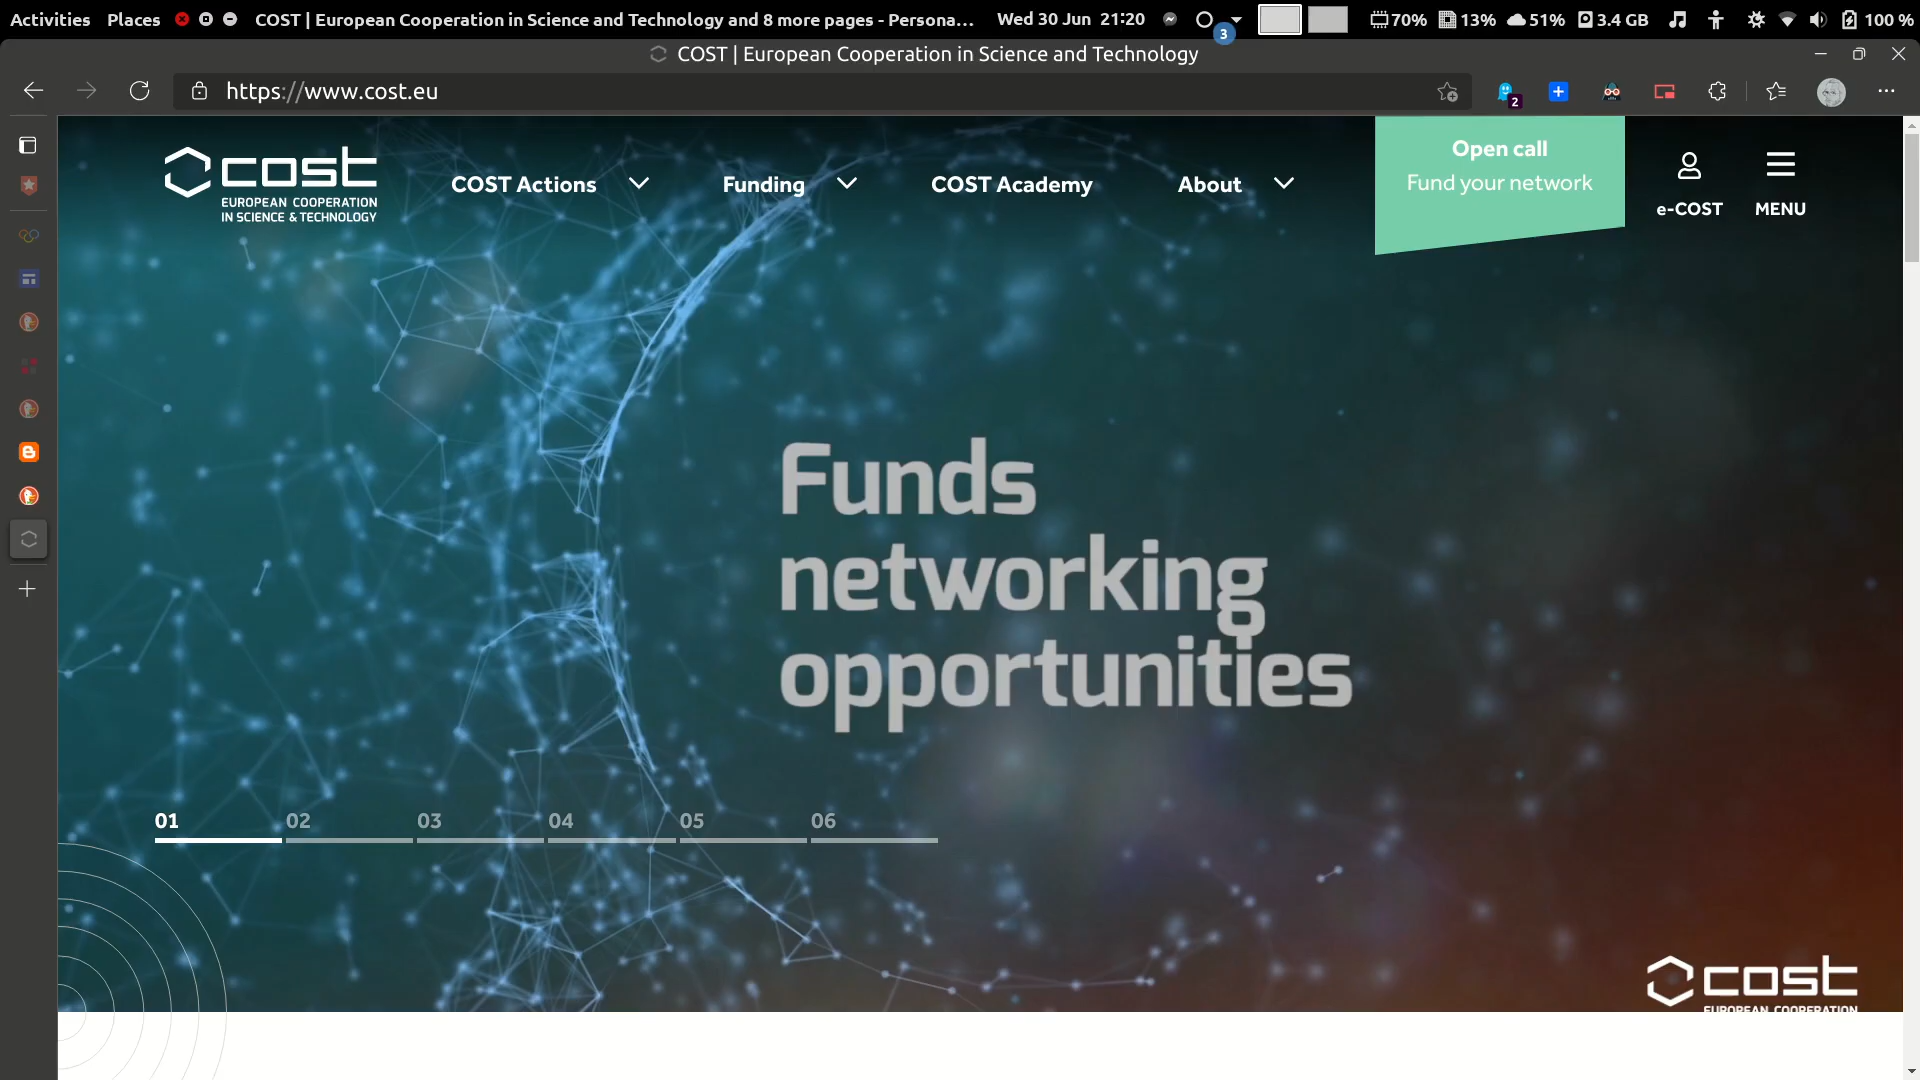 Activities Places COST | European Cooperation in Science and Technology and 8 more pages - Persona... Wed 30 Jun 21:20 3 70% 13% 51% 3.4 GB 100 %
COST | European Cooperation in Science and Technology
https://www.cost.eu 2
cost
EUROPEAN COOPERATION
IN SCIENCE & TECHNOLOGY
COST Actions Funding COST Academy About
Open call
Fund your network
e-COST MENU
Funds
networking
opportunities
01 02 03 04 05 06
cost
EUROPEAN COOPERATION